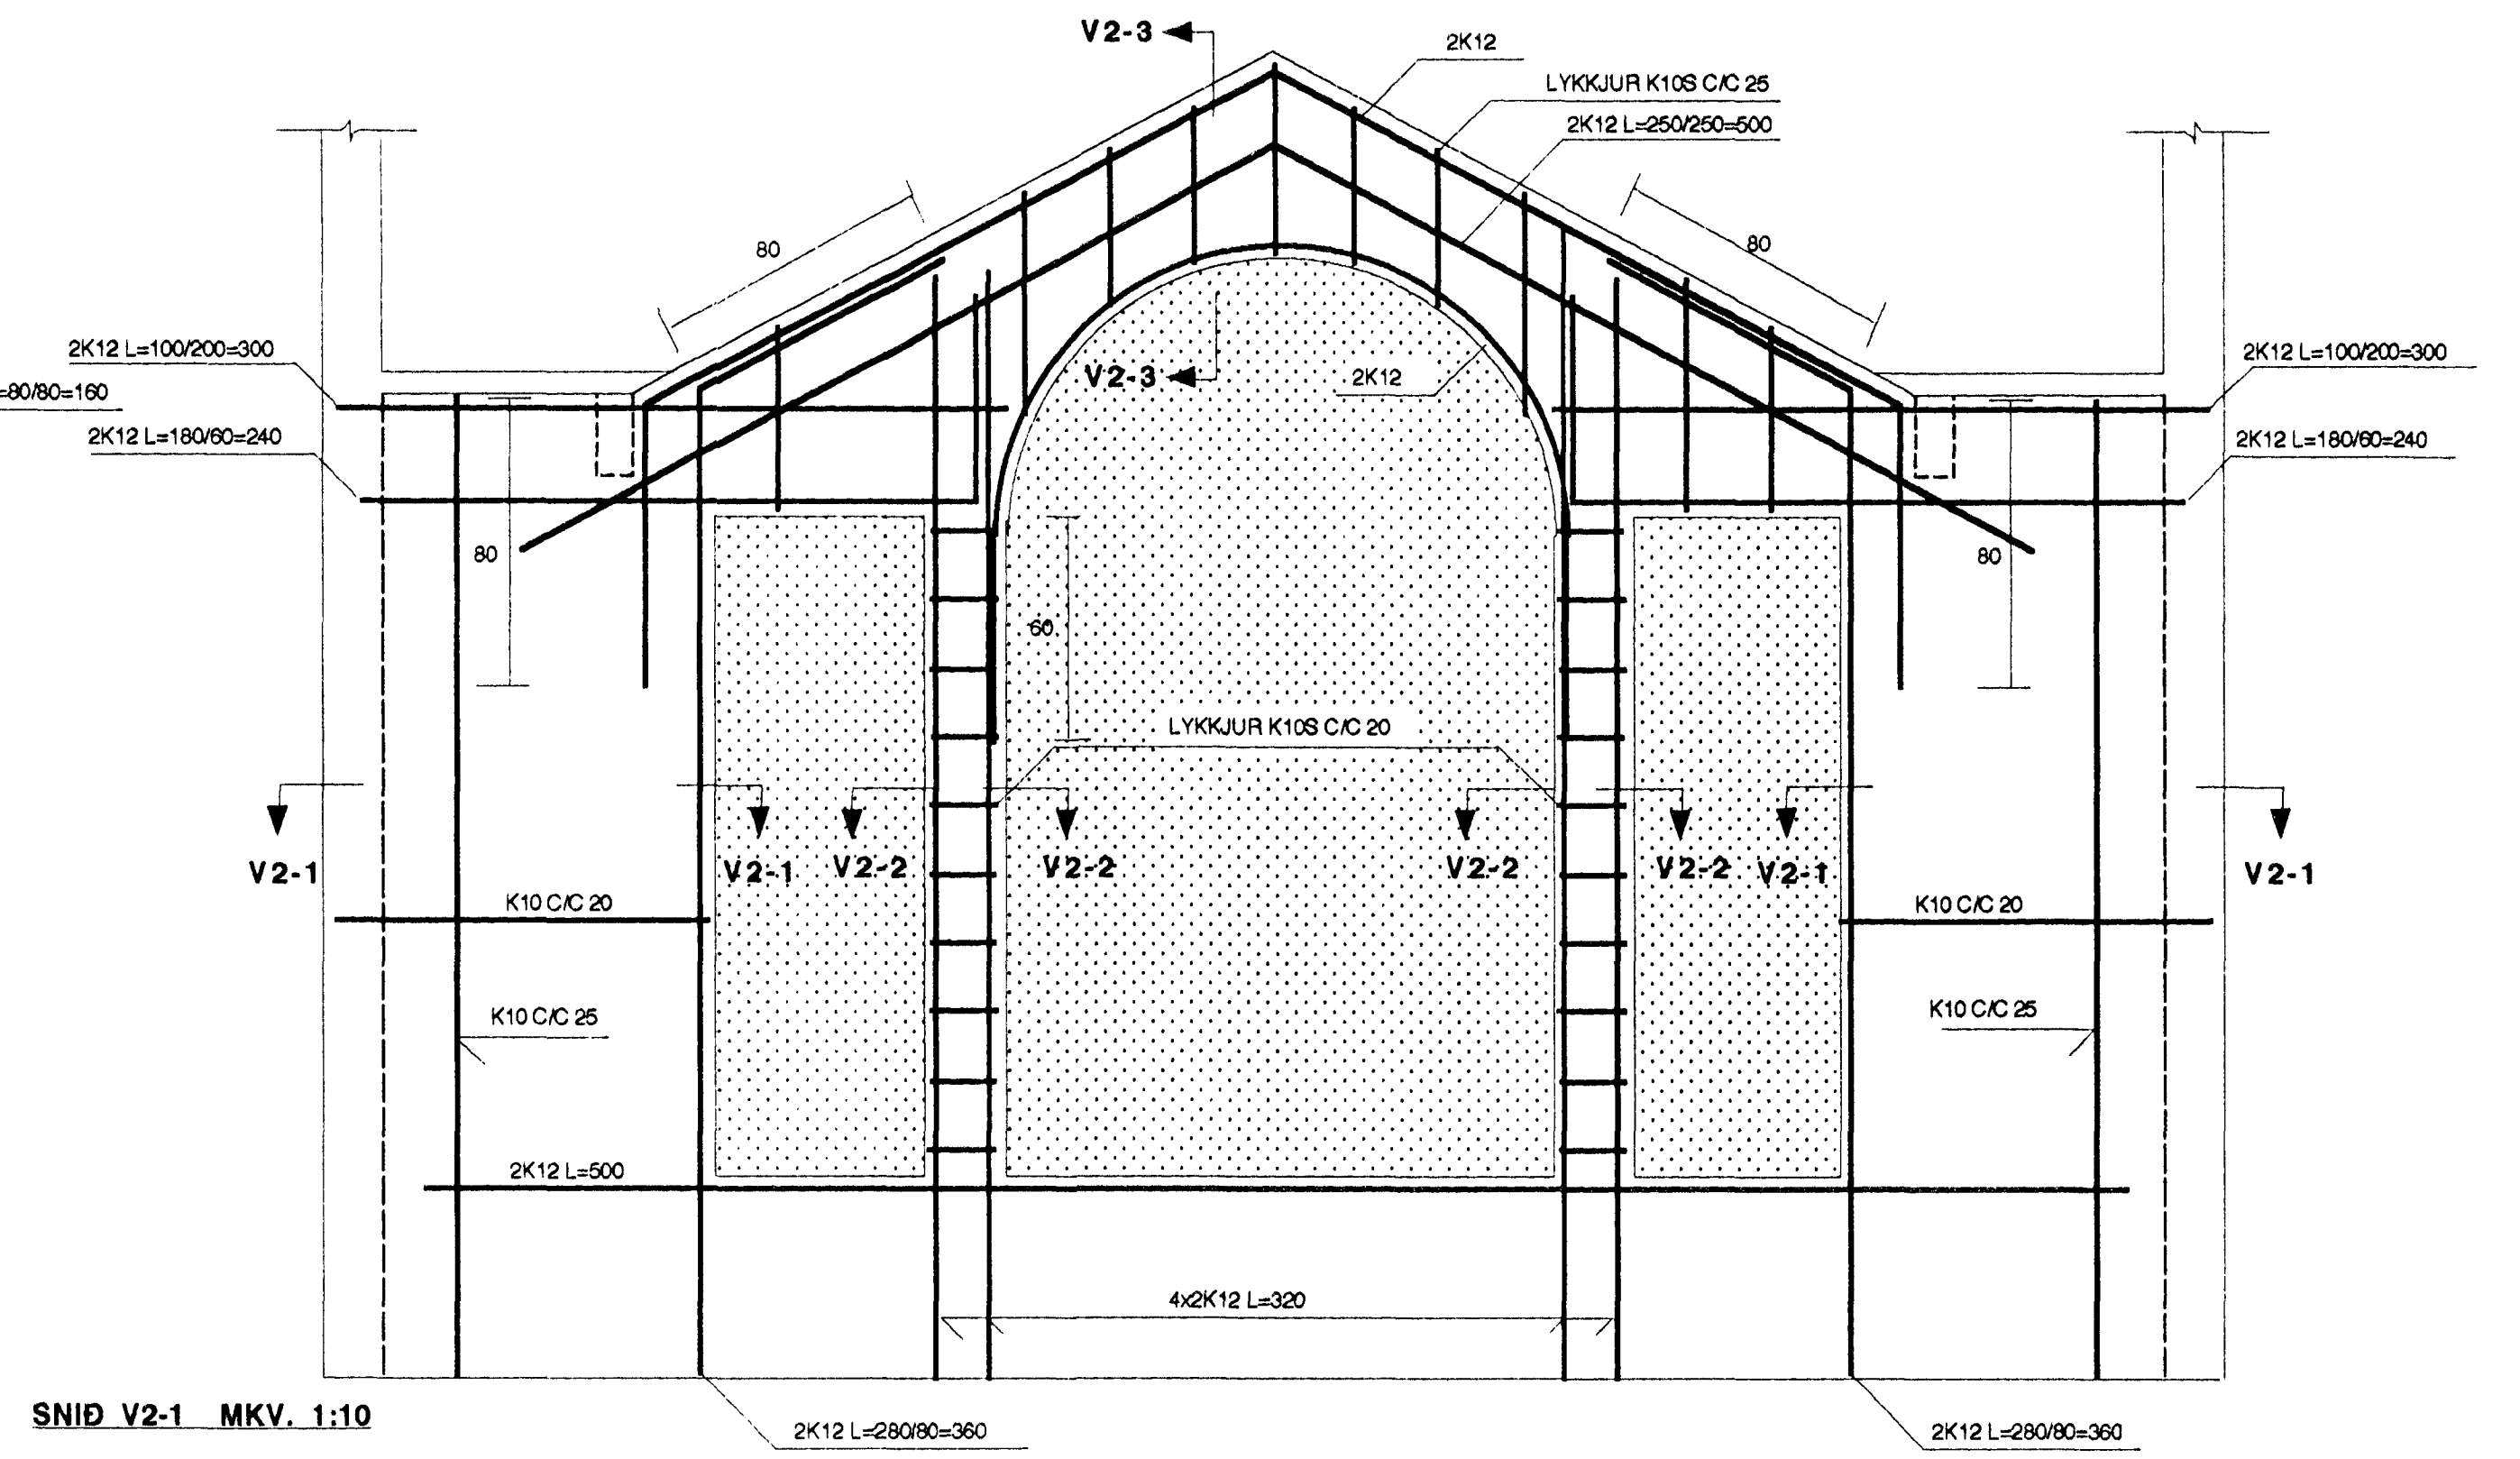 V2-3
2K12
LYKKJUR K10S C/C 25
2K12 L=250/250=500
80
80
2K12 L=100/200=300
=80/80=160
2K12 L=180/60=240
V2-3
2K12
2K12 L=100/200=300
2K12 L=180/60=240
80
80
60
LYKKJUR K10S C/C 20
V2-1
V2-1
V2-2
V2-2
V2-2
V2-2
V2-1
V2-1
K10 C/C 20
K10 C/C 20
K10 C/C 25
K10 C/C 25
2K12 L=500
4x2K12 L=320
SNIÐ V2-1 MKV. 1:10
2K12 L=280/80=360
2K12 L=280/80=360